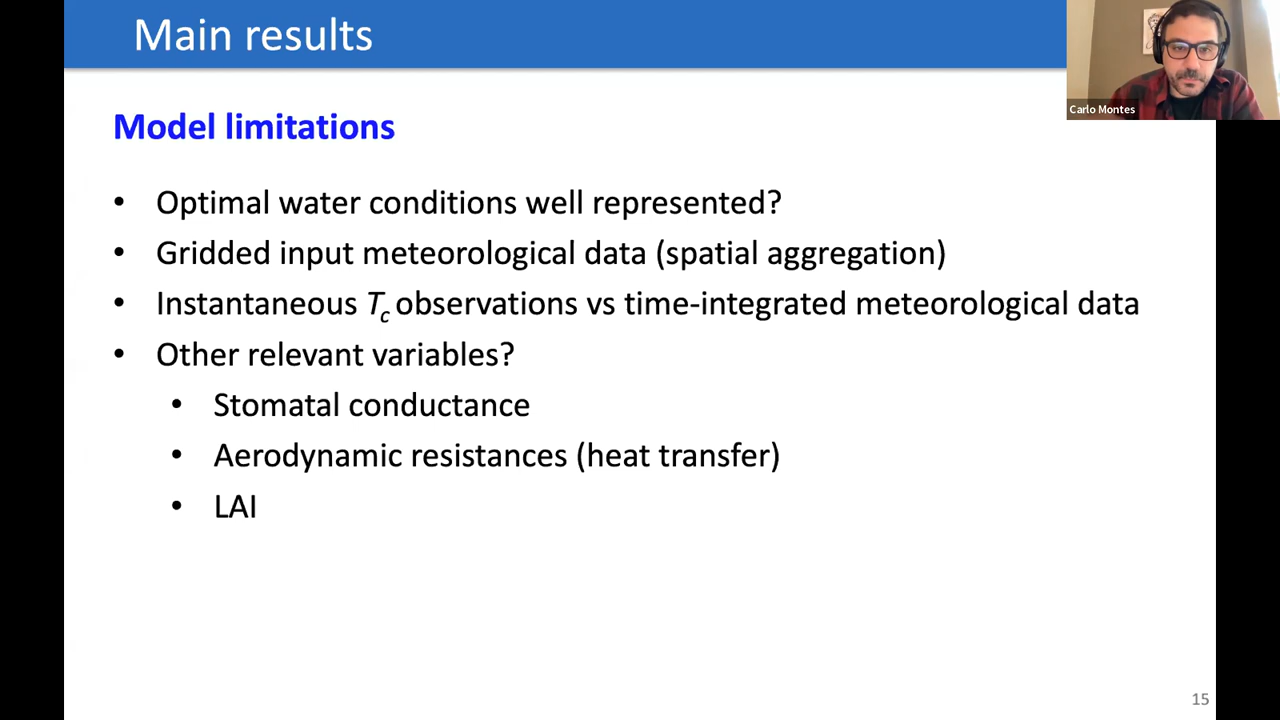 Main results
Carlo Montes
Model limitations
• Optimal water conditions well represented?
• Gridded input meteorological data (spatial aggregation)
• Instantaneous Tc observations vs time-integrated meteorological data
• Other relevant variables?
• Stomatal conductance
• Aerodynamic resistances (heat transfer)
• LAI
15